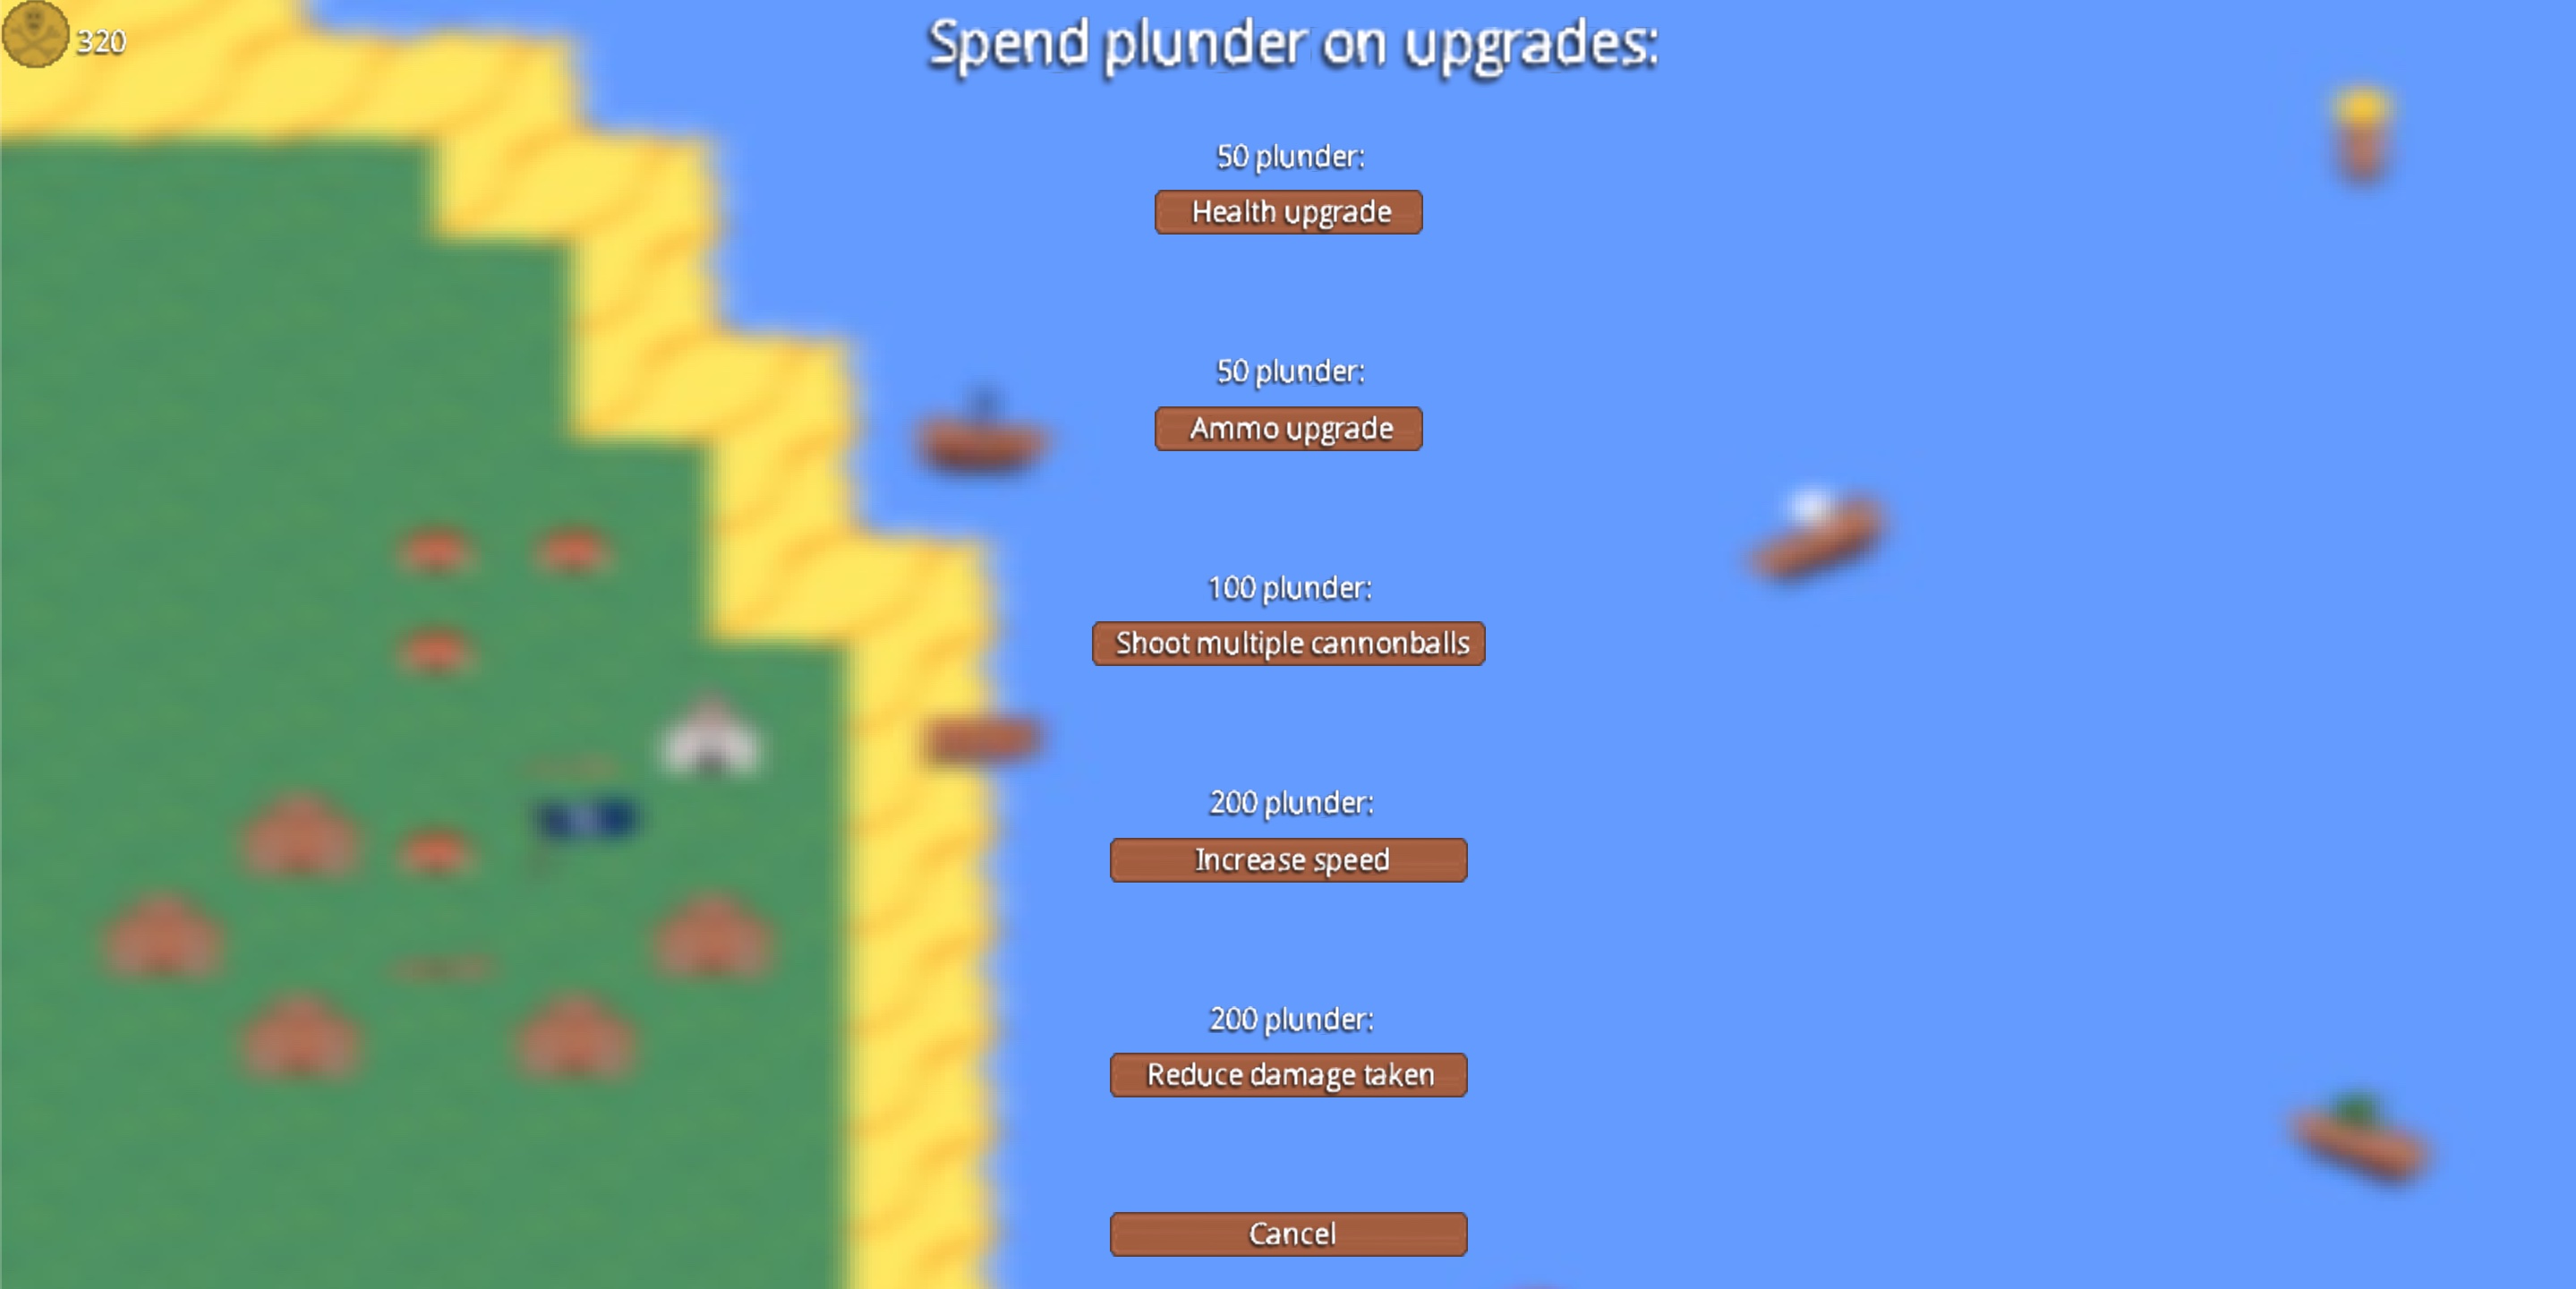 320
Spend plunder on upgrades:
50 plunder:
Health upgrade
50 plunder:
Ammo upgrade
100 plunder:
Shoot multiple cannonballs
200 plunder:
Increase speed
200 plunder:
Reduce damage taken
Cancel